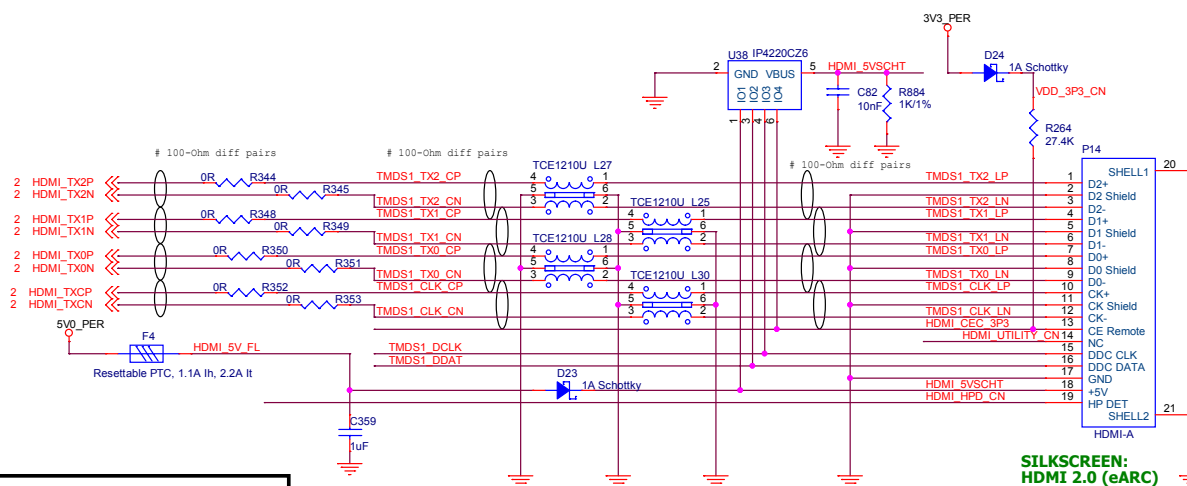 3V3_PER
U38 IP4220CZ6
D24
1A Schottky
2 GND VBUS 5 HDMI_5VSCHT
IO1 IO2 IO3 IO4
1 3 4 6
C82
10nF
R884
1K/1%
VDD_3P3_CN
R264
27.4K
P14
# 100-Ohm diff pairs
# 100-Ohm diff pairs
# 100-Ohm diff pairs
TCE1210U L27
4 1
5 6
3 2
TCE1210U L25
4 1
5 6
3 2
TCE1210U L28
4 1
5 6
3 2
TCE1210U L30
4 1
5 6
3 2
2 HDMI_TX2P 0R R344 TMDS1_TX2_CP TMDS1_TX2_LP 1 D2+
2 HDMI_TX2N 0R R345 TMDS1_TX2_CN TMDS1_TX2_LN 3 D2-
2 HDMI_TX1P 0R R348 TMDS1_TX1_CP TMDS1_TX1_LP 4 D1+
2 HDMI_TX1N 0R R349 TMDS1_TX1_CN TMDS1_TX1_LN 6 D1-
2 HDMI_TX0P 0R R350 TMDS1_TX0_CP TMDS1_TX0_LP 7 D0+
2 HDMI_TX0N 0R R351 TMDS1_TX0_CN TMDS1_TX0_LN 9 D0-
2 HDMI_TXCP 0R R352 TMDS1_CLK_CP TMDS1_CLK_LP 10 CK+
2 HDMI_TXCN 0R R353 TMDS1_CLK_CN TMDS1_CLK_LN 12 CK-
2 D2 Shield
5 D1 Shield
8 D0 Shield
11 CK Shield
HDMI_CEC_3P3 13 CE Remote
HDMI_UTILITY_CN 14 NC
TMDS1_DCLK 15 DDC CLK
TMDS1_DDAT 16 DDC DATA
17 GND
HDMI_5VSCHT 18 +5V
HDMI_HPD_CN 19 HP DET
SHELL1 20
SHELL2 21
HDMI-A
5V0_PER
F4
HDMI_5V_FL
Resettable PTC, 1.1A Ih, 2.2A It
D23
1A Schottky
C359
1uF
SILKSCREEN:
HDMI 2.0 (eARC)